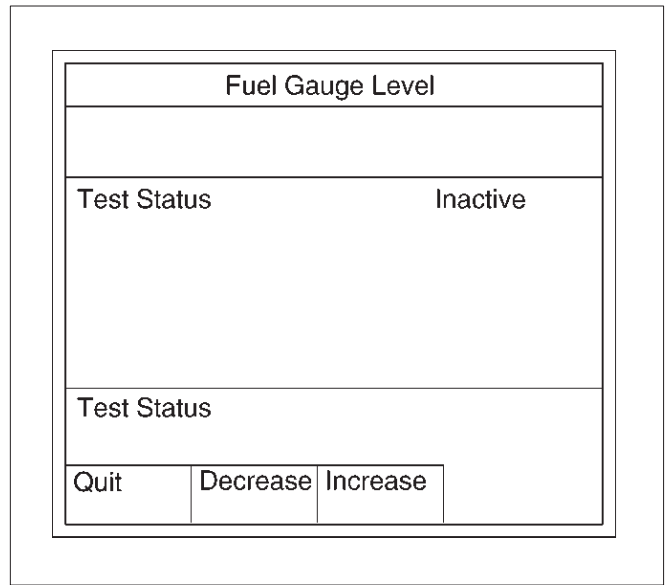 Fuel Gauge Level
Test Status Inactive
Test Status
Quit Decrease Increase